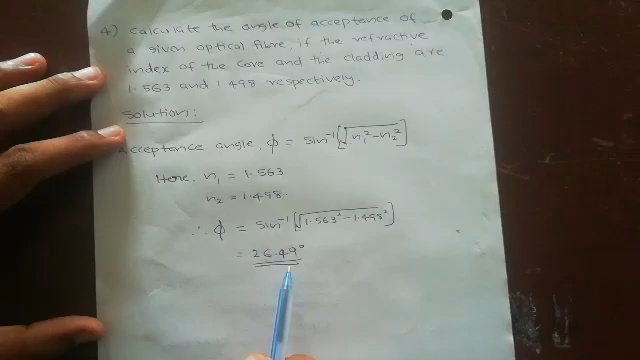 4) Calculate the angle of acceptance of
a given optical fibre, if the refractive
index of the core and the cladding are
1.563 and 1.498 respectively.
Solution:
Acceptance angle, ϕ = sin⁻¹[√n₁²-n₂²]
Here, n₁ = 1.563
n₂ = 1.498.
∴ ϕ = sin⁻¹[√1.563²-1.498²]
= 26.49°